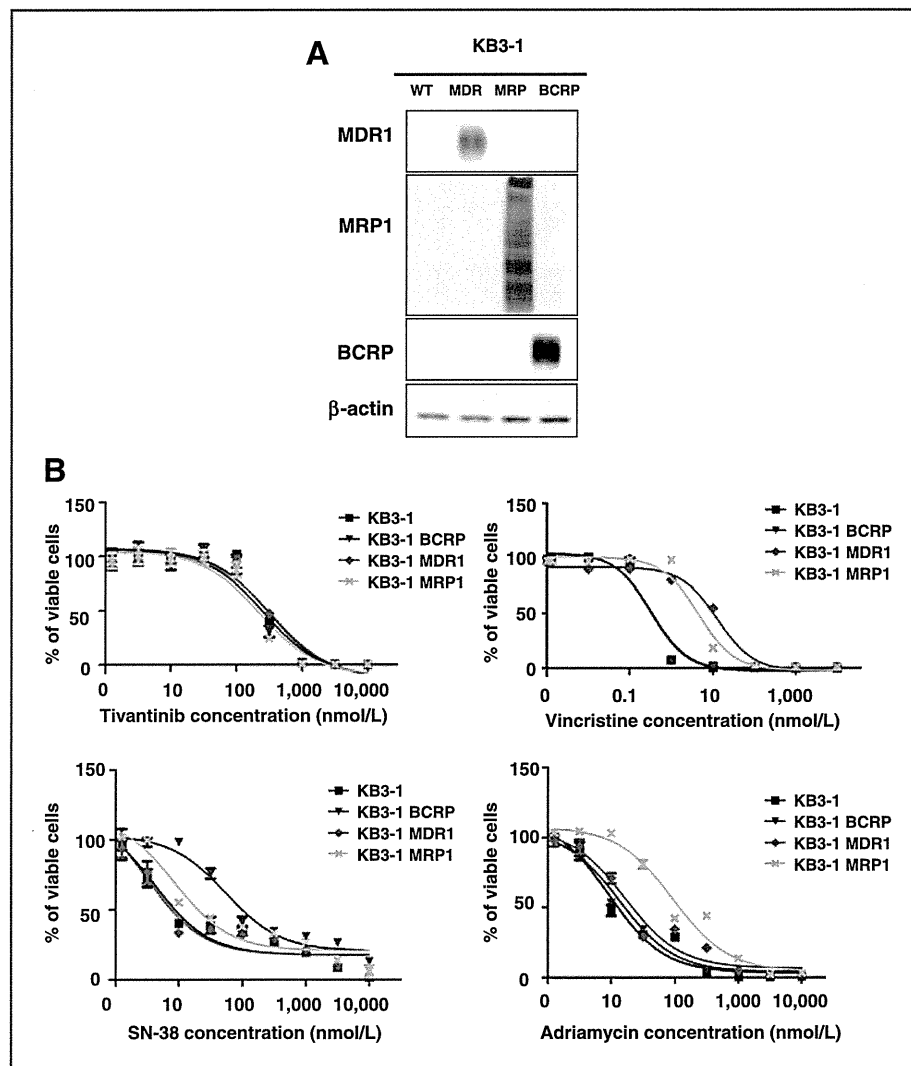 A
KB3-1
WT MDR MRP BCRP
MDR1
MRP1
BCRP
β-actin
B
150
100
50
0
% of viable cells
0 10 100 1,000 10,000
Tivantinib concentration (nmol/L)
KB3-1
KB3-1 BCRP
KB3-1 MDR1
KB3-1 MRP1
150
100
50
0
% of viable cells
0 0.1 10 1,000
Vincristine concentration (nmol/L)
KB3-1
KB3-1 BCRP
KB3-1 MDR1
KB3-1 MRP1
150
100
50
0
% of viable cells
0 10 100 1,000 10,000
SN-38 concentration (nmol/L)
KB3-1
KB3-1 BCRP
KB3-1 MDR1
KB3-1 MRP1
150
100
50
0
% of viable cells
0 10 100 1,000 10,000
Adriamycin concentration (nmol/L)
KB3-1
KB3-1 BCRP
KB3-1 MDR1
KB3-1 MRP1